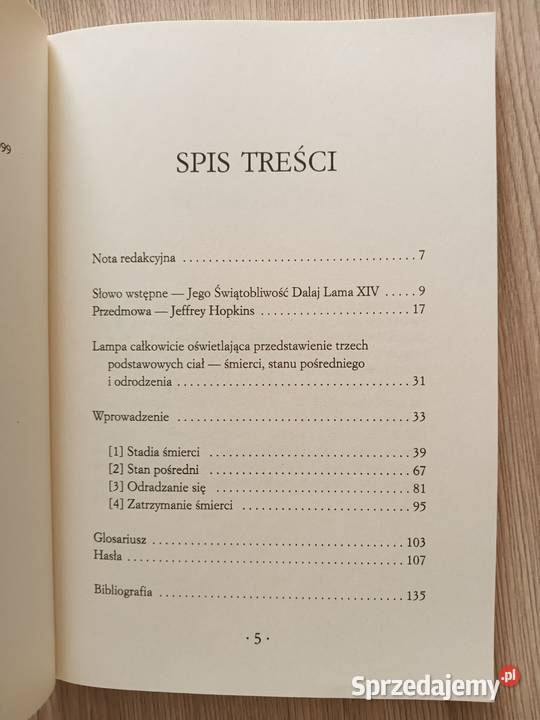 99
SPIS TREŚCI
Nota redakcyjna . . . . . . . . . . . . . . . . . . . . . . . . . . . . . . . . . 7
Słowo wstępne — Jego Świątobliwość Dalaj Lama XIV . . . . . 9
Przedmowa — Jeffrey Hopkins . . . . . . . . . . . . . . . . . . . . 17
Lampa całkowicie oświetlająca przedstawienie trzech
podstawowych ciał — śmierci, stanu pośredniego
i odrodzenia . . . . . . . . . . . . . . . . . . . . . . . . . . . . . . . . 31
Wprowadzenie . . . . . . . . . . . . . . . . . . . . . . . . . . . . . . . . . 33
[1] Stadia śmierci . . . . . . . . . . . . . . . . . . . . . . . . . . . . . 39
[2] Stan pośredni . . . . . . . . . . . . . . . . . . . . . . . . . . . . . 67
[3] Odradzanie się . . . . . . . . . . . . . . . . . . . . . . . . . . . . 81
[4] Zatrzymanie śmierci . . . . . . . . . . . . . . . . . . . . . . . . 95
Glosariusz . . . . . . . . . . . . . . . . . . . . . . . . . . . . . . . . . . . 103
Hasła . . . . . . . . . . . . . . . . . . . . . . . . . . . . . . . . . . . . . . . 107
Bibliografia . . . . . . . . . . . . . . . . . . . . . . . . . . . . . . . . . . 135
· 5 ·
Sprzedajemy.pl